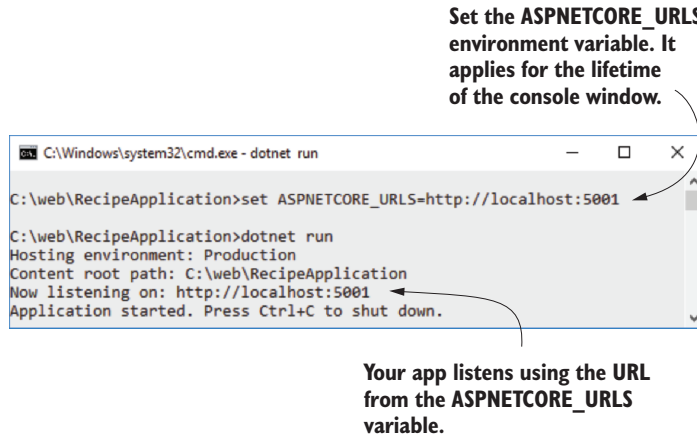 Set the ASPNETCORE_URLS
environment variable. It
applies for the lifetime
of the console window.
C:\Windows\system32\cmd.exe - dotnet run
C:\web\RecipeApplication>set ASPNETCORE_URLS=http://localhost:5001
C:\web\RecipeApplication>dotnet run
Hosting environment: Production
Content root path: C:\web\RecipeApplication
Now listening on: http://localhost:5001
Application started. Press Ctrl+C to shut down.
Your app listens using the URL
from the ASPNETCORE_URLS
variable.